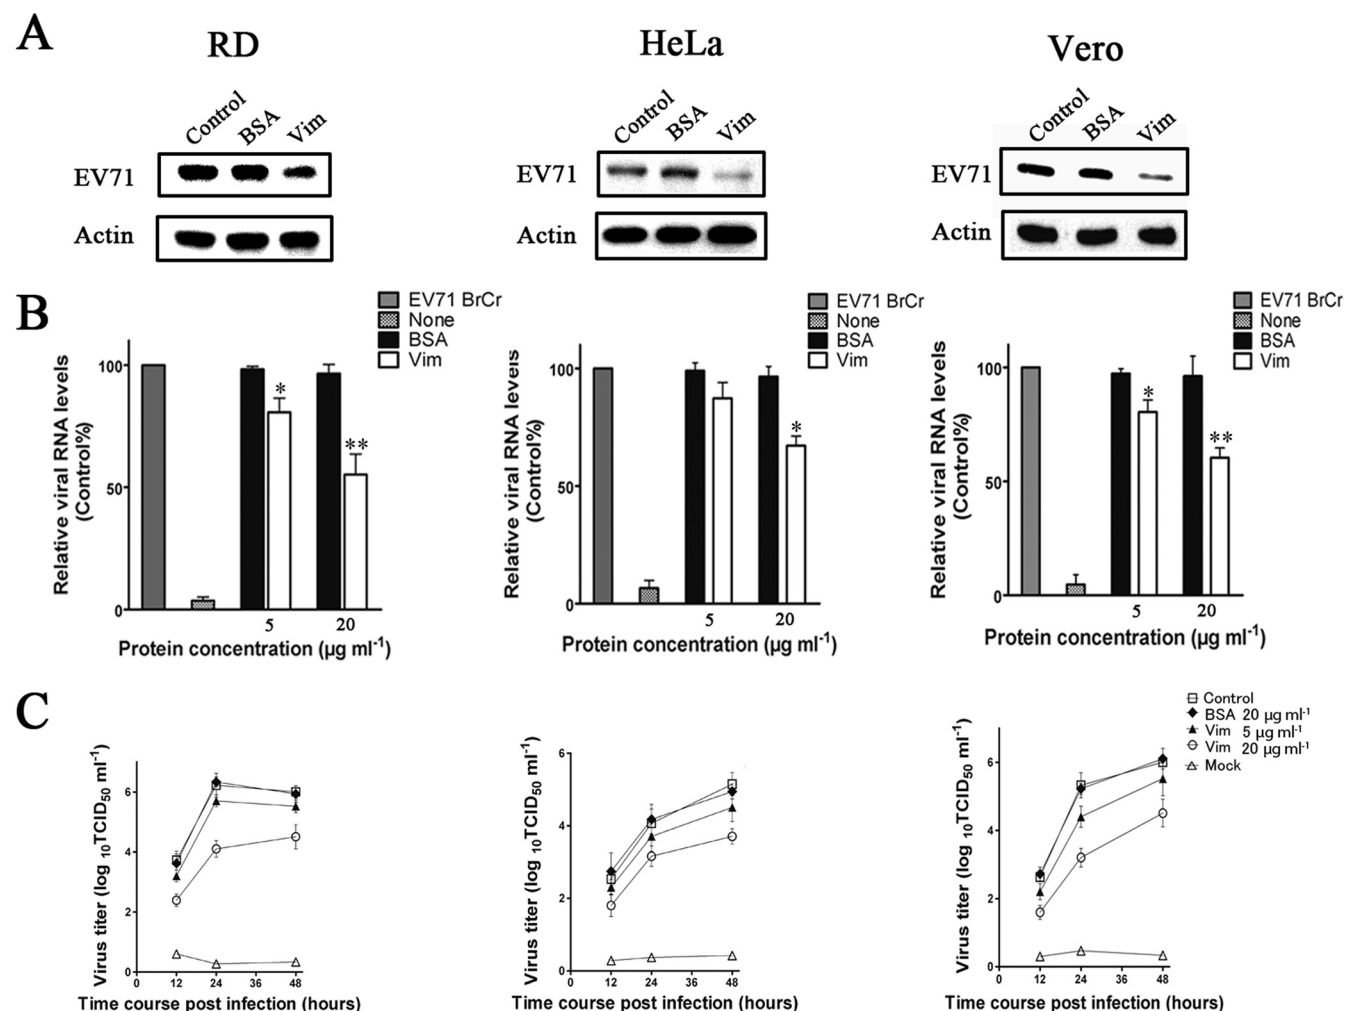 A
RD
HeLa
Vero
Control BSA Vim
Control BSA Vim
Control BSA Vim
EV71
EV71
EV71
Actin
Actin
Actin
B
EV71 BrCr
None
BSA
Vim
Relative viral RNA levels
(Control%)
100
50
0
*
**
5 20
Protein concentration (µg ml-1)
EV71 BrCr
None
BSA
Vim
Relative viral RNA levels
(Control%)
100
50
0
*
5 20
Protein concentration (µg ml-1)
EV71 BrCr
None
BSA
Vim
Relative viral RNA levels
(Control%)
100
50
0
*
**
5 20
Protein concentration (µg ml-1)
C
Virus titer (log 10TCID50 ml-1)
6
4
2
0
0 12 24 36 48
Time course post infection (hours)
Virus titer (log 10TCID50 ml-1)
6
4
2
0
0 12 24 36 48
Time course post infection (hours)
Control
BSA 20 µg ml-1
Vim 5 µg ml-1
Vim 20 µg ml-1
Mock
Virus titer (log 10TCID50 ml-1)
6
4
2
0
0 12 24 36 48
Time course post infection (hours)